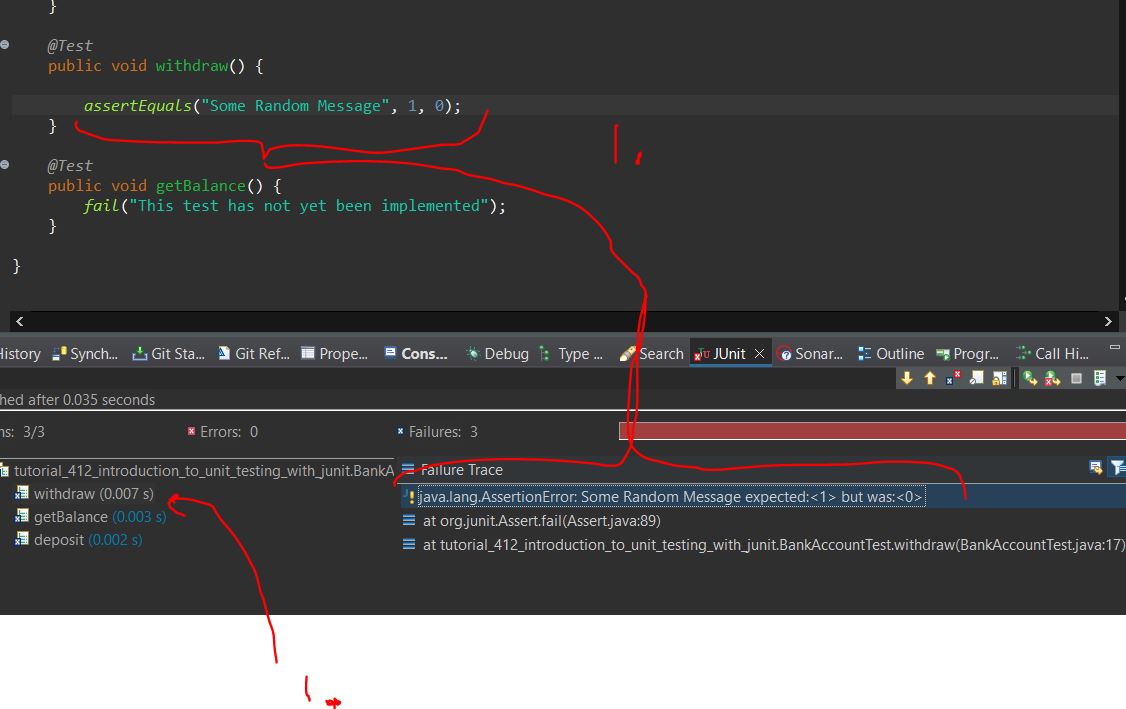 }
@Test
public void withdraw() {
assertEquals("Some Random Message", 1, 0);
}
1.
@Test
public void getBalance() {
fail("This test has not yet been implemented");
}
}
History Synch... Git Sta... Git Ref... Prope... Cons... Debug Type ... Search JUnit Sonar... Outline Progr... Call Hi...
hed after 0.035 seconds
ns: 3/3 Errors: 0 Failures: 3
tutorial_412_introduction_to_unit_testing_with_junit.BankA
Failure Trace
withdraw (0.007 s)
java.lang.AssertionError: Some Random Message expected:<1> but was:<0>
getBalance (0.003 s)
at org.junit.Assert.fail(Assert.java:89)
deposit (0.002 s)
at tutorial_412_introduction_to_unit_testing_with_junit.BankAccountTest.withdraw(BankAccountTest.java:17)
1.